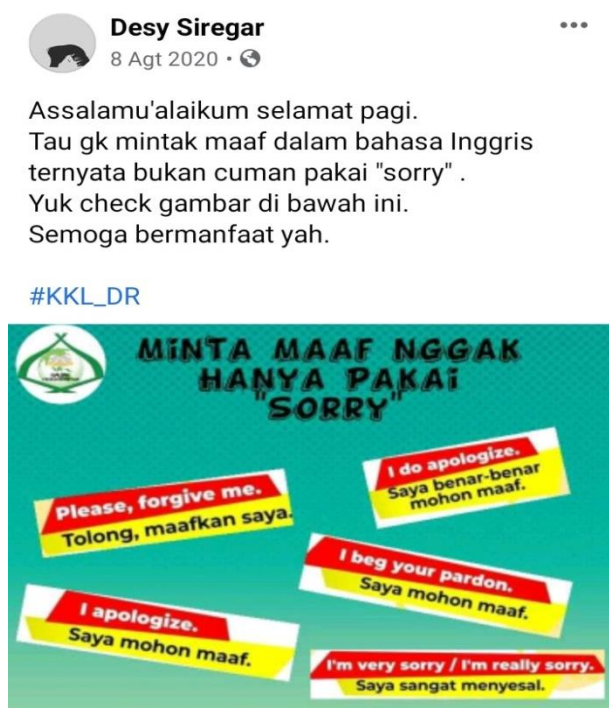 Desy Siregar
8 Agt 2020
Assalamu'alaikum selamat pagi.
Tau gk mintak maaf dalam bahasa Inggris
ternyata bukan cuman pakai "sorry" .
Yuk check gambar di bawah ini.
Semoga bermanfaat yah.
#KKL_DR
MINTA MAAF NGGAK
HANYA PAKAI
"SORRY"
I do apologize.
Saya benar-benar
mohon maaf.
Please, forgive me.
Tolong, maafkan saya.
I beg your pardon.
Saya mohon maaf.
I apologize.
Saya mohon maaf.
I'm very sorry / I'm really sorry.
Saya sangat menyesal.